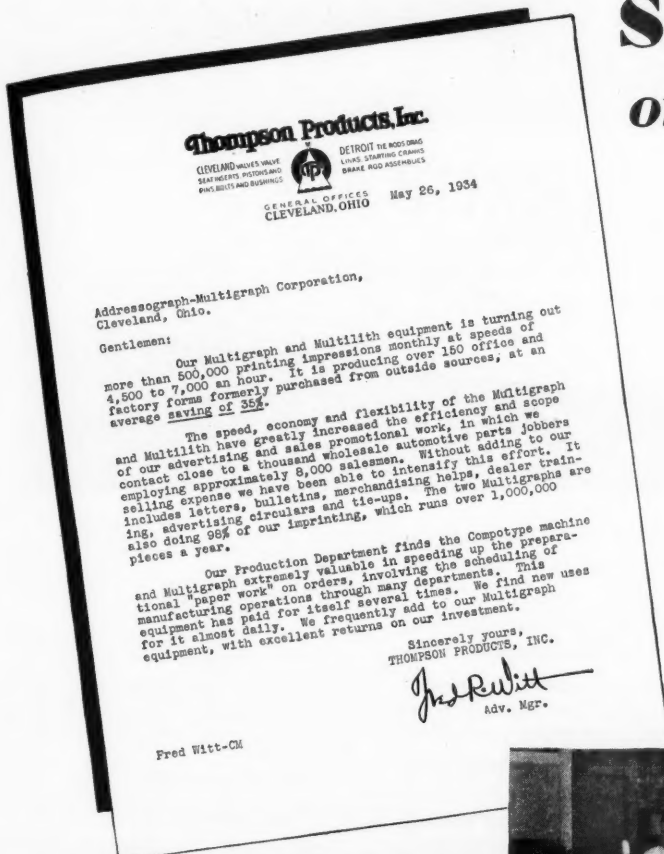 S
Thompson Products, Inc.
CLEVELAND VALVES, VALVE
SEAT INSERTS, PISTONS AND
PINS, BOLTS AND BUSHINGS
TP
DETROIT TIE RODS, DRAG
LINKS, STARTING CRANKS
BRAKE ROD ASSEMBLIES
GENERAL OFFICES
CLEVELAND, OHIO
May 26, 1934
Addressograph-Multigraph Corporation,
Cleveland, Ohio.
Gentlemen:
Our Multigraph and Multilith equipment is turning out
more than 500,000 printing impressions monthly at speeds of
4,500 to 7,000 an hour. It is producing over 150 office and
factory forms formerly purchased from outside sources, at an
average saving of 35%.
The speed, economy and flexibility of the Multigraph
and Multilith have greatly increased the efficiency and scope
of our advertising and sales promotional work, in which we
contact close to a thousand wholesale automotive parts jobbers
employing approximately 8,000 salesmen. Without adding to our
selling expense we have been able to intensify this effort. It
includes letters, bulletins, merchandising helps, dealer train-
ing, advertising circulars and tie-ups. The two Multigraphs are
also doing 98% of our imprinting, which runs over 1,000,000
pieces a year.
Our Production Department finds the Compotype machine
and Multigraph extremely valuable in speeding up the prepara-
tional "paper work" on orders, involving the scheduling of
manufacturing operations through many departments. This
equipment has paid for itself several times. We find new uses
for it almost daily. We frequently add to our Multigraph
equipment, with excellent returns on our investment.
Sincerely yours,
THOMPSON PRODUCTS, INC.
Fred R. Witt
Adv. Mgr.
Fred Witt-CM